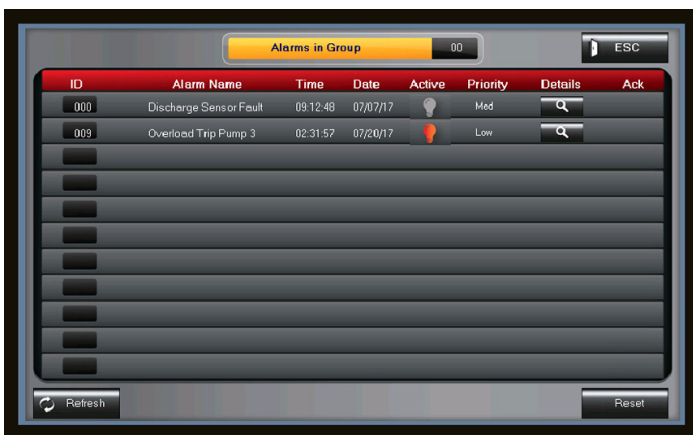 Alarms in Group 00 ESC
ID Alarm Name Time Date Active Priority Details Ack
000 Discharge Sensor Fault 09:12:48 07/07/17 Med
009 Overload Trip Pump 3 02:31:57 07/20/17 Low
Refresh Reset